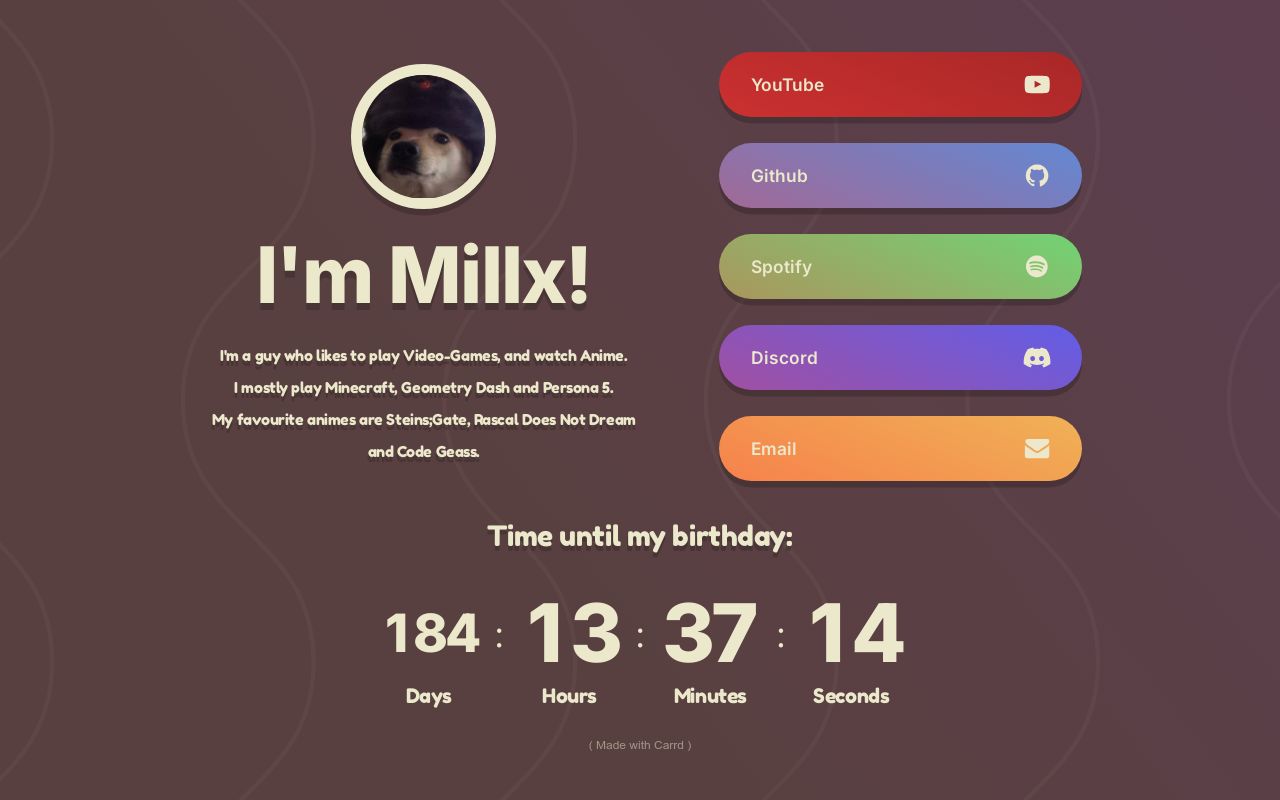 I'm Millx!
I'm a guy who likes to play Video-Games, and watch Anime.
I mostly play Minecraft, Geometry Dash and Persona 5.
My favourite animes are Steins;Gate, Rascal Does Not Dream
and Code Geass.
YouTube
Github
Spotify
Discord
Email
Time until my birthday:
184 : 13 : 37 : 14
Days Hours Minutes Seconds
( Made with Carrd )